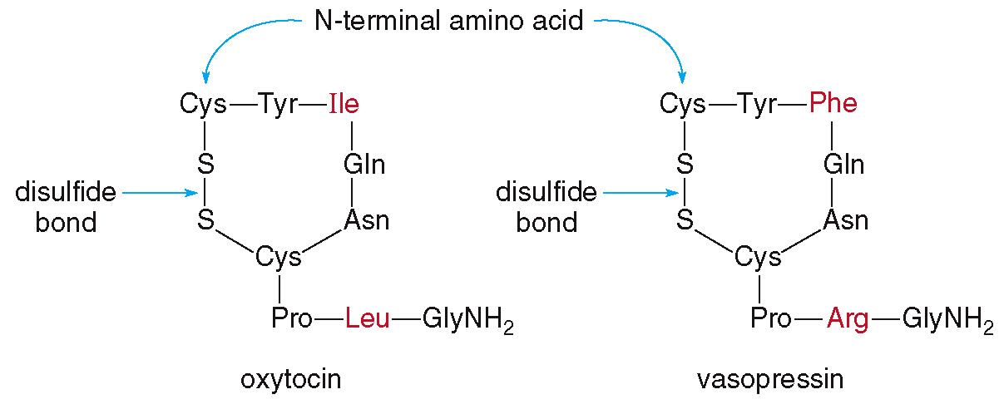 N-terminal amino acid
Cys—Tyr—Ile
Cys—Tyr—Phe
S
Gln
S
Gln
disulfide
bond
disulfide
bond
S
Asn
S
Asn
Cys
Cys
Pro—Leu—GlyNH2
Pro—Arg—GlyNH2
oxytocin
vasopressin